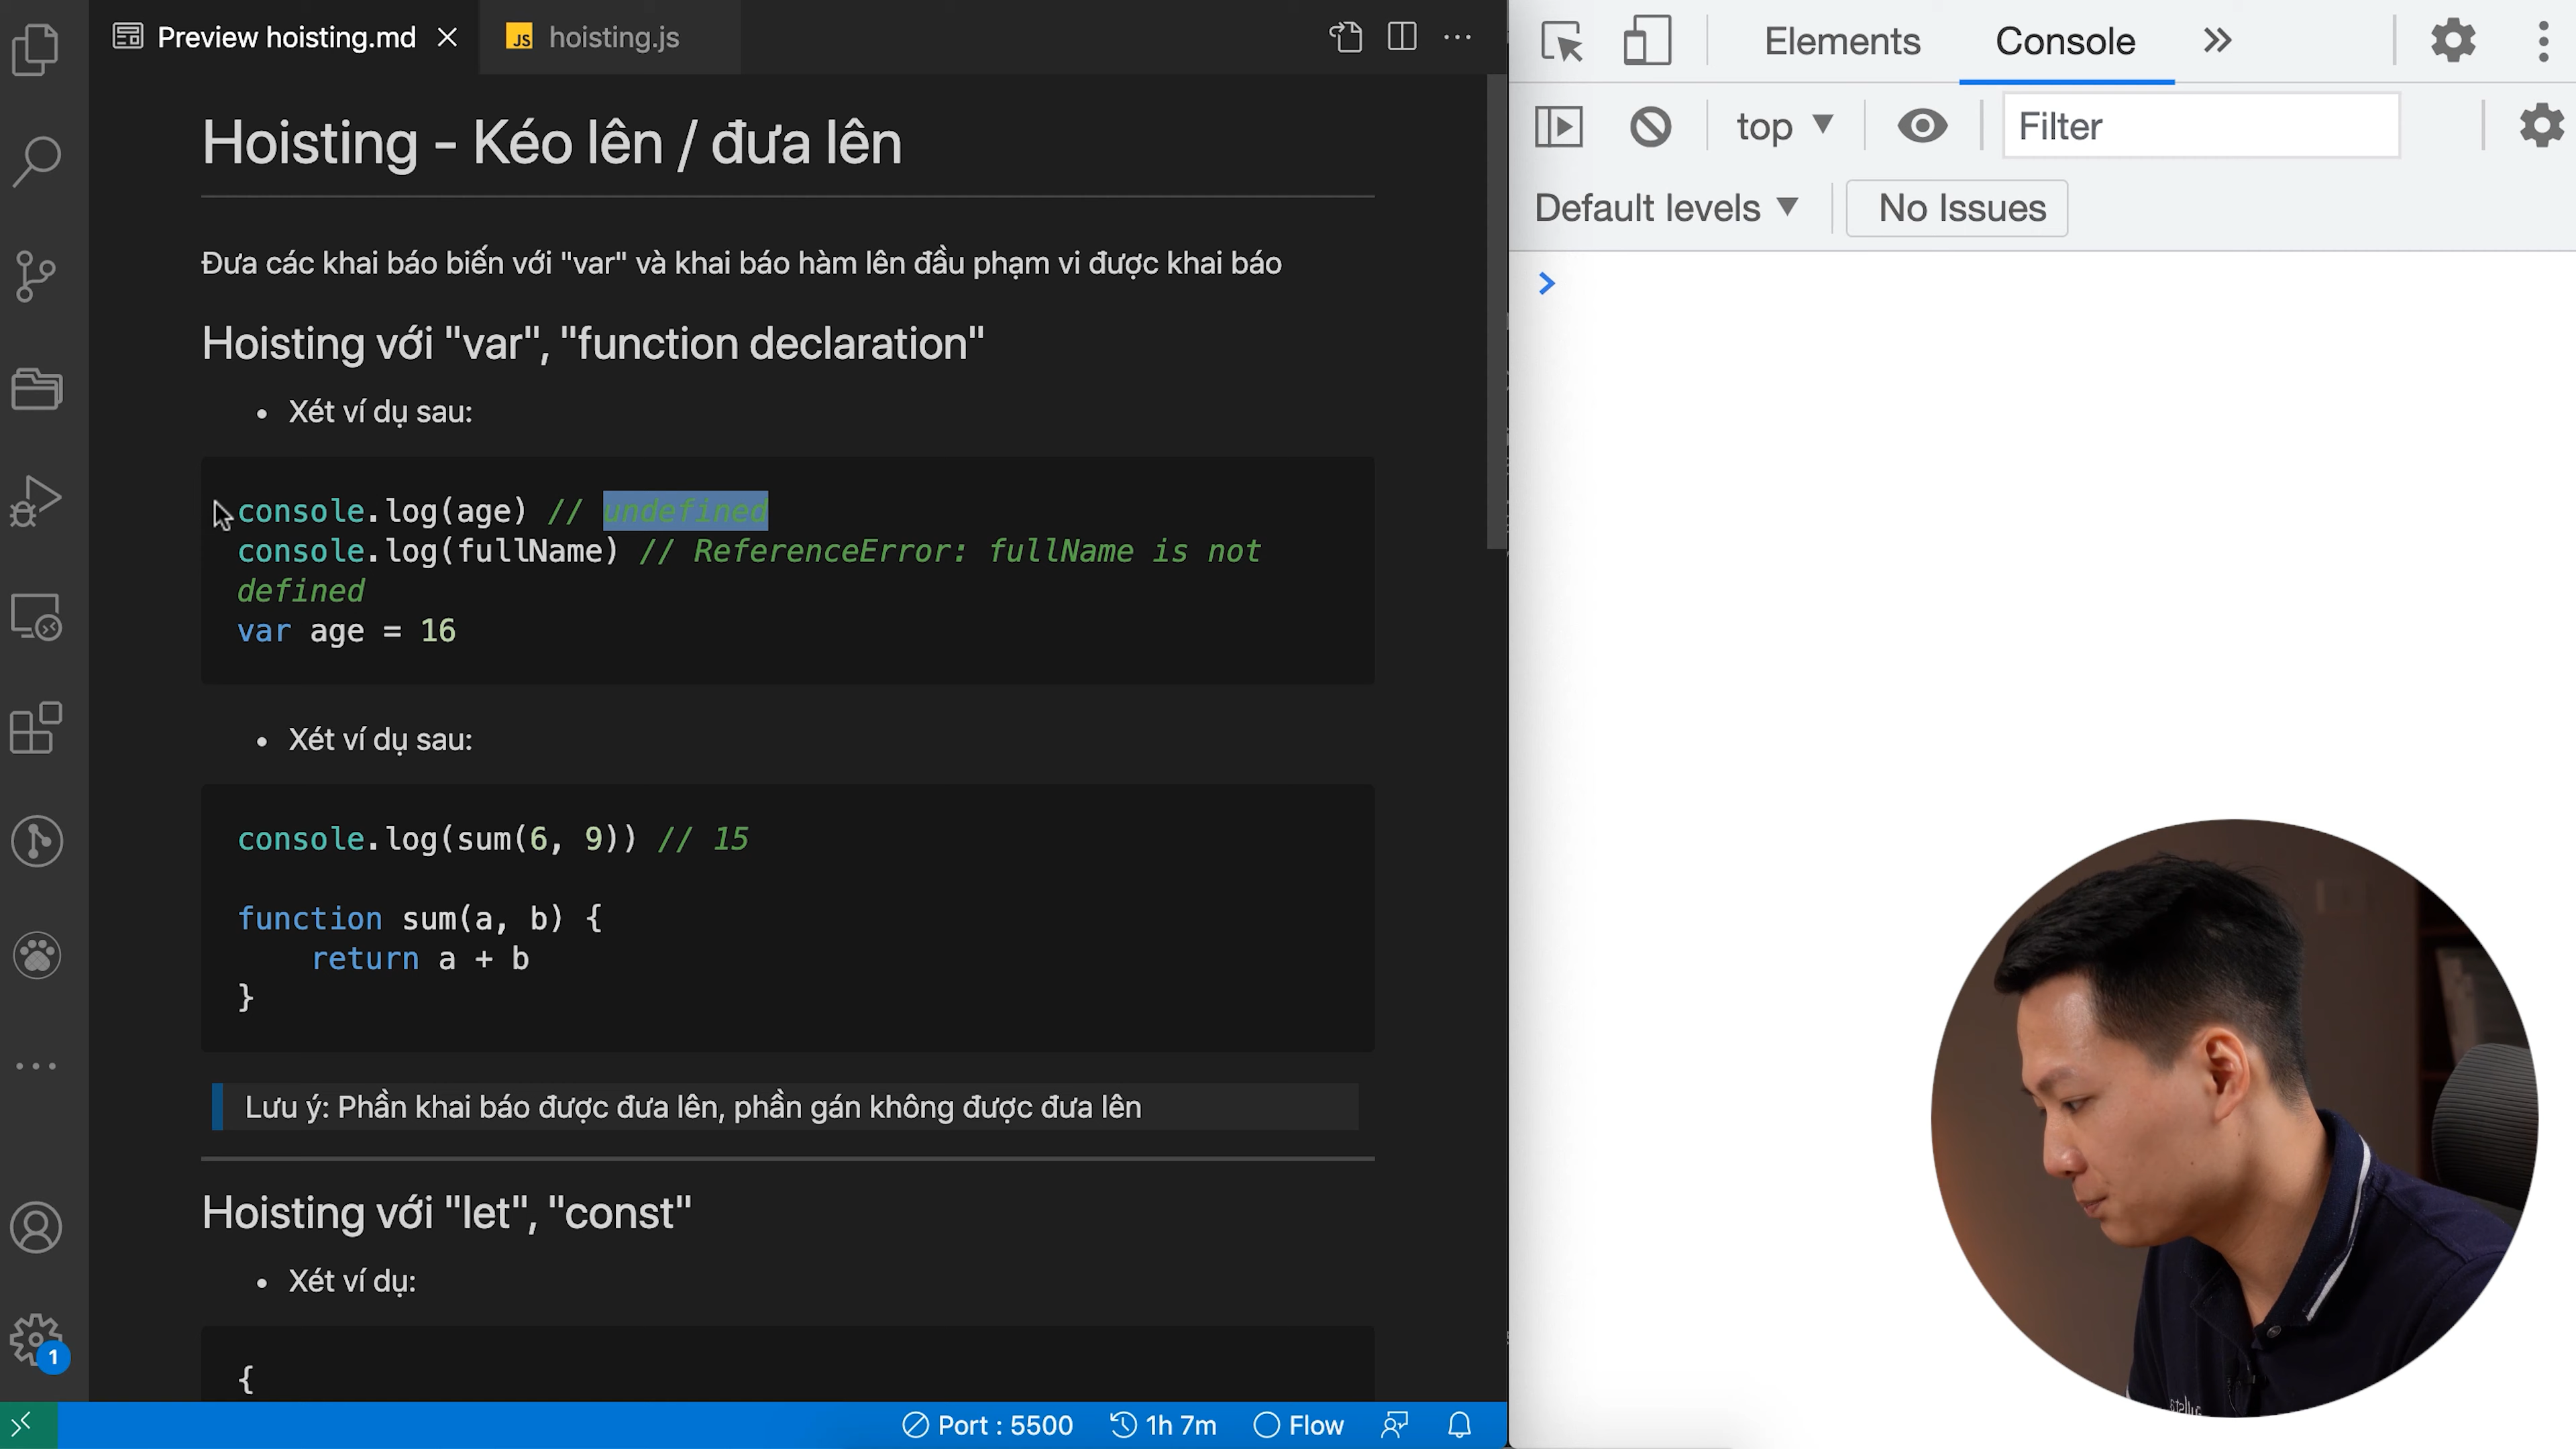 Preview hoisting.md
JS hoisting.js
Hoisting - Kéo lên / đưa lên
Đưa các khai báo biến với "var" và khai báo hàm lên đầu phạm vi được khai báo
Hoisting với "var", "function declaration"
• Xét ví dụ sau:
console.log(age) // undefined
console.log(fullName) // ReferenceError: fullName is not
defined
var age = 16
• Xét ví dụ sau:
console.log(sum(6, 9)) // 15
function sum(a, b) {
return a + b
}
Lưu ý: Phần khai báo được đưa lên, phần gán không được đưa lên
Hoisting với "let", "const"
• Xét ví dụ:
{
1
Port : 5500
1h 7m
Flow
Elements
Console
top
Filter
Default levels
No Issues